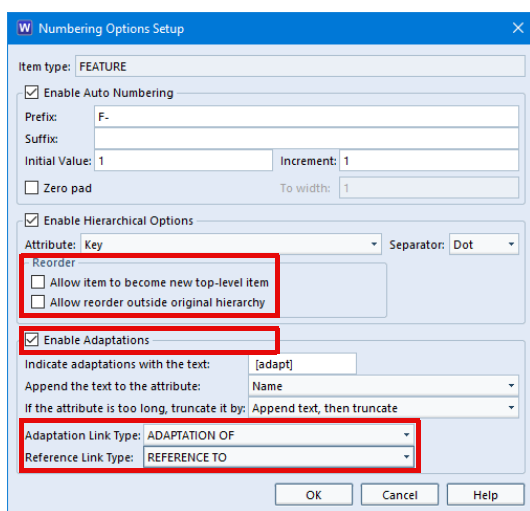 W Numbering Options Setup
Item type: FEATURE
Enable Auto Numbering
Prefix: F-
Suffix:
Initial Value: 1 Increment: 1
Zero pad To width: 1
Enable Hierarchical Options
Attribute: Key Separator: Dot
Reorder
Allow item to become new top-level item
Allow reorder outside original hierarchy
Enable Adaptations
Indicate adaptations with the text: [adapt]
Append the text to the attribute: Name
If the attribute is too long, truncate it by: Append text, then truncate
Adaptation Link Type: ADAPTATION OF
Reference Link Type: REFERENCE TO
OK Cancel Help